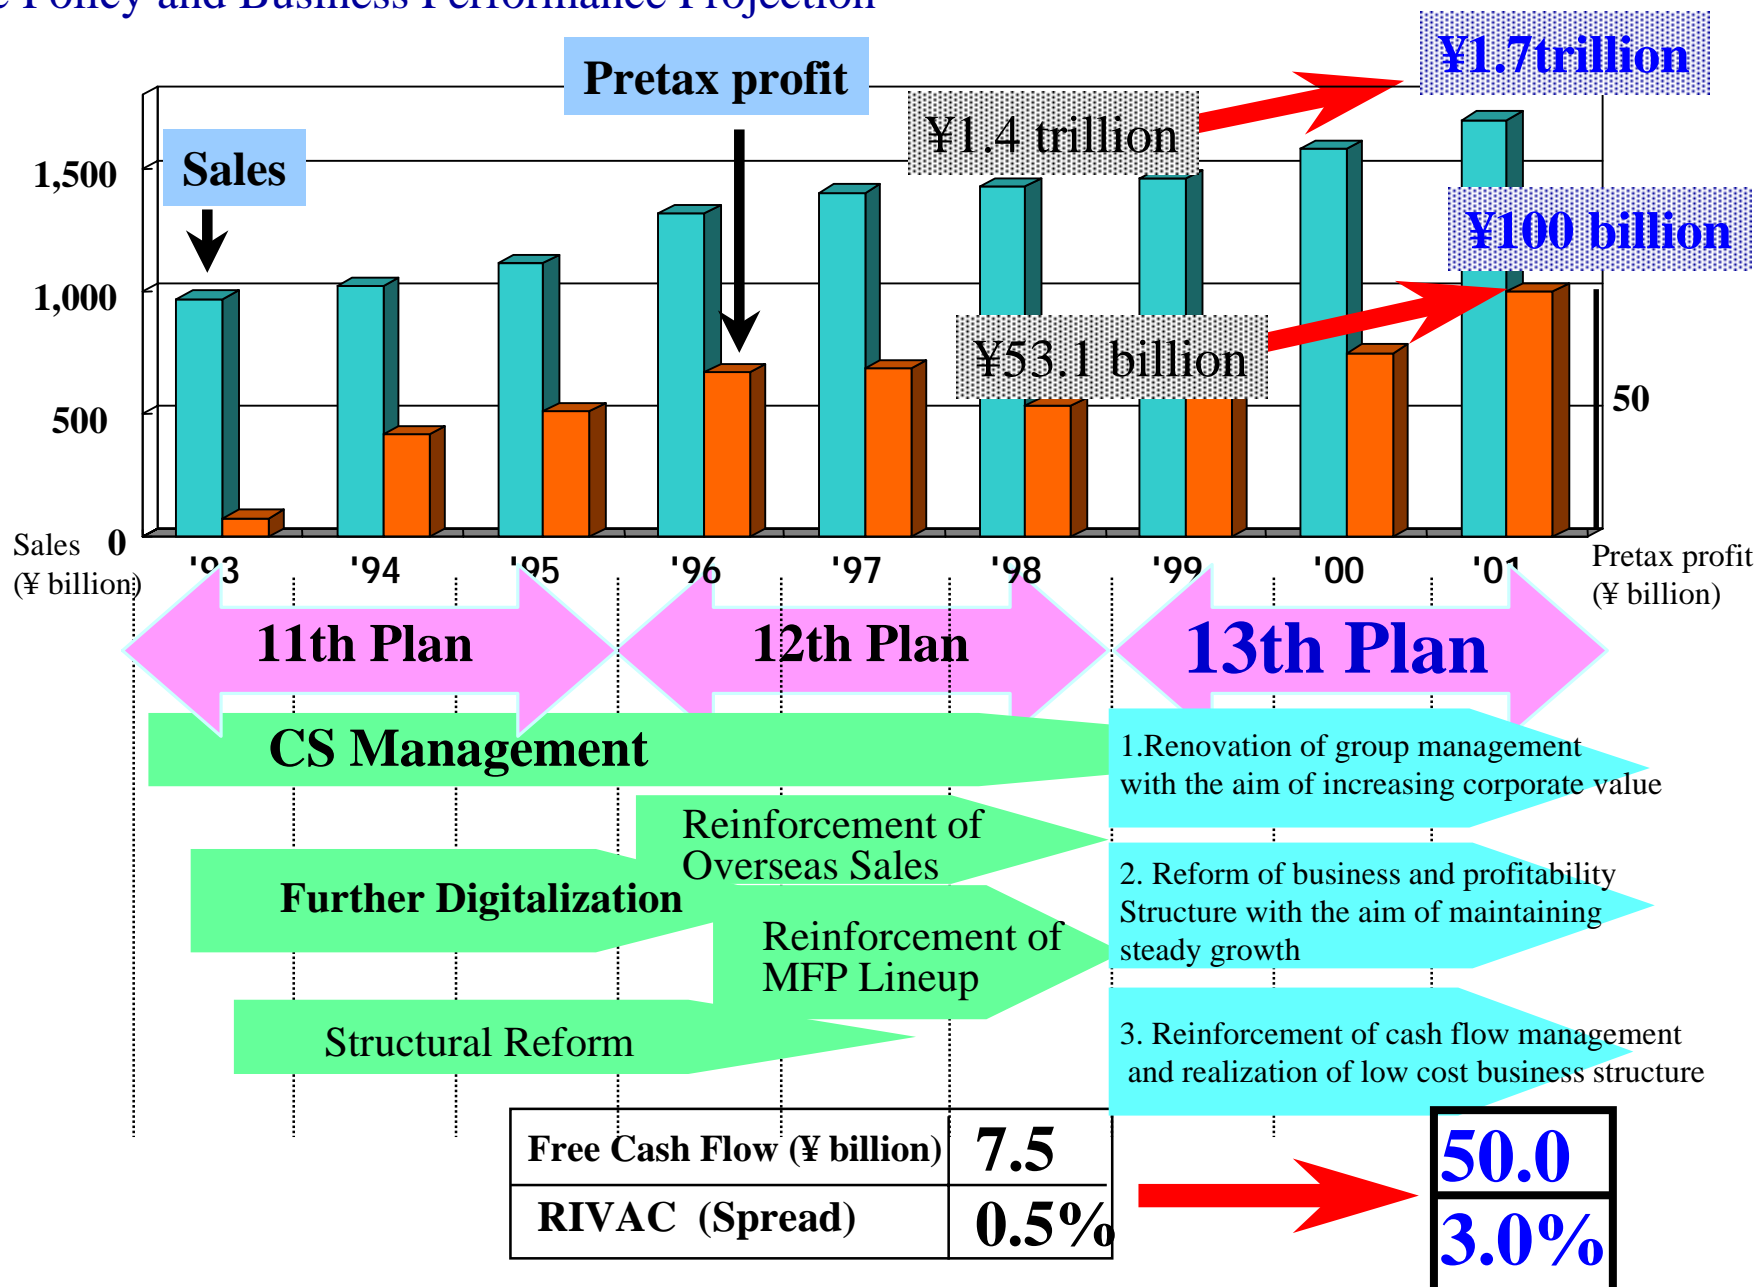 Policy and Business Performance Projection
¥1.7trillion
Pretax profit
¥1.4 trillion
Sales
1,500
¥100 billion
1,000
¥53.1 billion
500
50
0
Sales
(¥ billion)
'93 '94 '95 '96 '97 '98 '99 '00 '01
Pretax profit
(¥ billion)
11th Plan
12th Plan
13th Plan
CS Management
1.Renovation of group management
with the aim of increasing corporate value
Reinforcement of
Overseas Sales
Further Digitalization
2. Reform of business and profitability
Structure with the aim of maintaining
steady growth
Reinforcement of
MFP Lineup
Structural Reform
3. Reinforcement of cash flow management
and realization of low cost business structure
Free Cash Flow (¥ billion) 7.5
50.0
RIVAC (Spread) 0.5%
3.0%